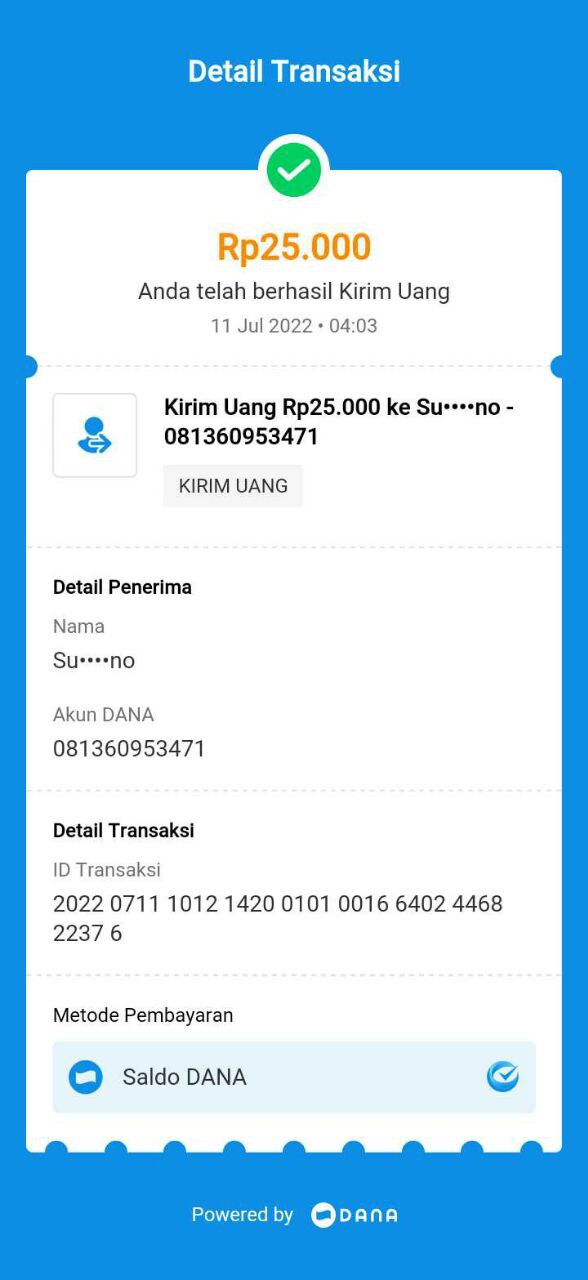 Detail Transaksi
Rp25.000
Anda telah berhasil Kirim Uang
11 Jul 2022 • 04:03
Kirim Uang Rp25.000 ke Su••••no -
081360953471
KIRIM UANG
Detail Penerima
Nama
Su••••no
Akun DANA
081360953471
Detail Transaksi
ID Transaksi
2022 0711 1012 1420 0101 0016 6402 4468
2237 6
Metode Pembayaran
Saldo DANA
Powered by DANA